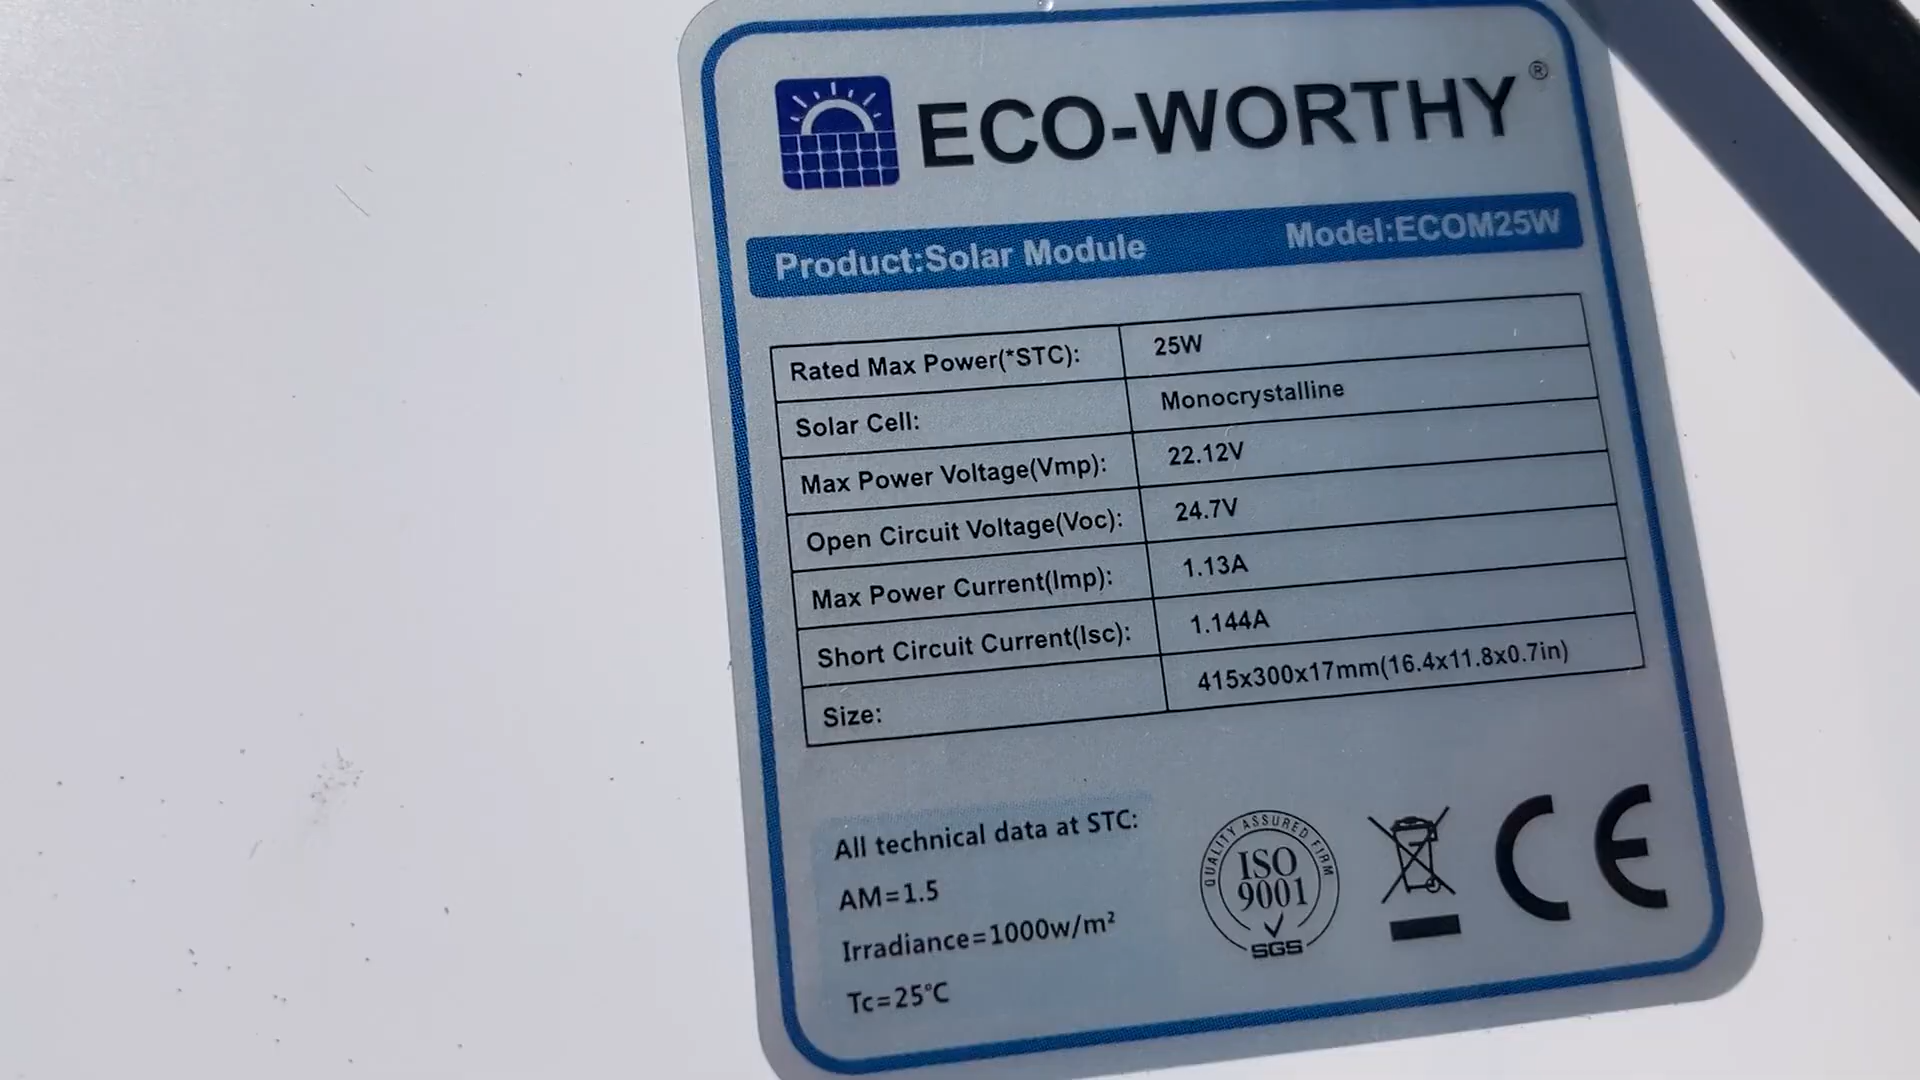 ECO-WORTHY®
Product:Solar Module Model:ECOM25W
Rated Max Power(*STC): 25W
Solar Cell: Monocrystalline
Max Power Voltage(Vmp): 22.12V
Open Circuit Voltage(Voc): 24.7V
Max Power Current(Imp): 1.13A
Short Circuit Current(Isc): 1.144A
Size: 415x300x17mm(16.4x11.8x0.7in)
All technical data at STC:
AM=1.5
Irradiance=1000w/m²
Tc=25°C
QUALITY ASSURED FIRM
ISO
9001
SGS
CE